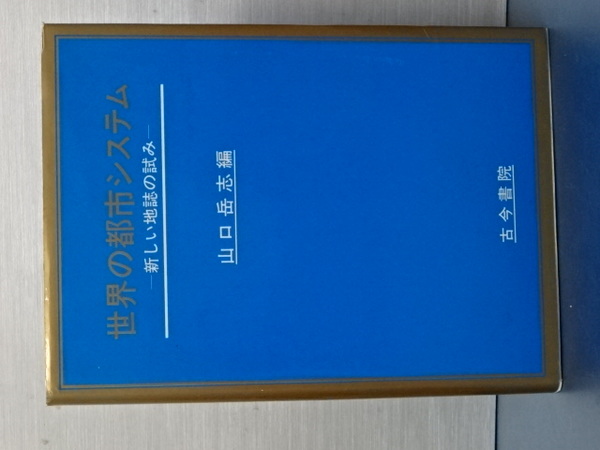 世界の都市システム
―新しい地誌の試み―
山口岳志編
古今書院